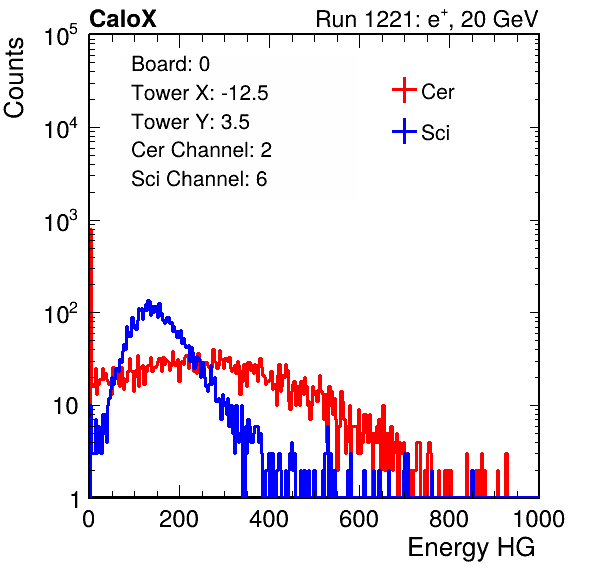 CaloX Run 1221: e⁺, 20 GeV
10⁵
Counts
Board: 0
Tower X: -12.5
Tower Y: 3.5
Cer Channel: 2
Sci Channel: 6
Cer
Sci
10⁴
10³
10²
10
1
0 200 400 600 800 1000
Energy HG